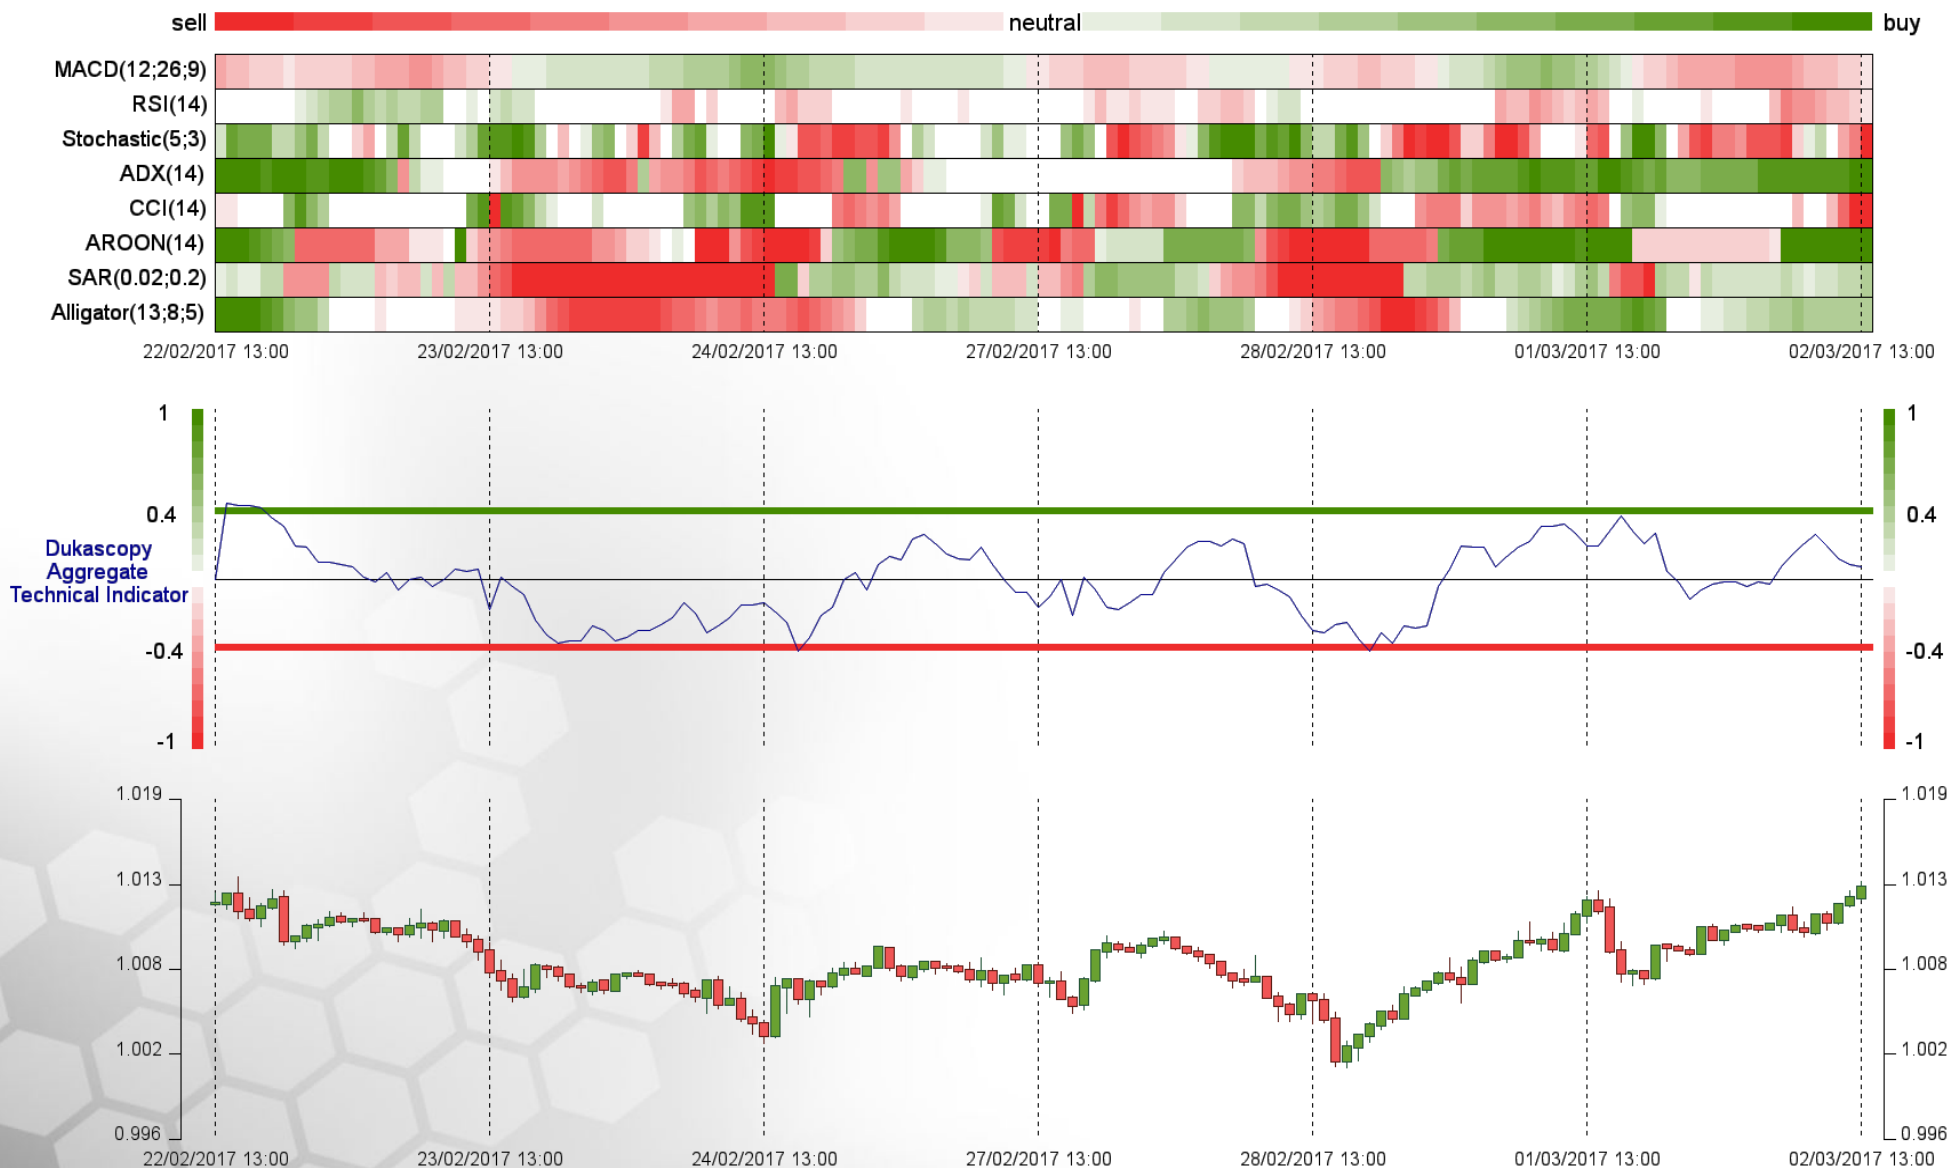 sell neutral buy
MACD(12;26;9)
RSI(14)
Stochastic(5;3)
ADX(14)
CCI(14)
AROON(14)
SAR(0.02;0.2)
Alligator(13;8;5)
22/02/2017 13:00 23/02/2017 13:00 24/02/2017 13:00 27/02/2017 13:00 28/02/2017 13:00 01/03/2017 13:00 02/03/2017 13:00
1 1
0.4 0.4
Dukascopy
Aggregate
Technical Indicator
-0.4 -0.4
-1 -1
1.019 1.019
1.013 1.013
1.008 1.008
1.002 1.002
0.996 0.996
22/02/2017 13:00 23/02/2017 13:00 24/02/2017 13:00 27/02/2017 13:00 28/02/2017 13:00 01/03/2017 13:00 02/03/2017 13:00